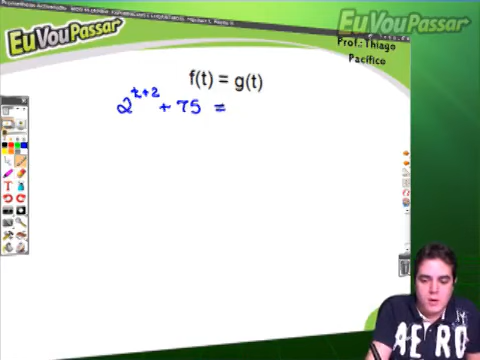 EuVouPassar
EuVouPassar
Prof.: Thiago
Pacífico
f(t) = g(t)
2^{t+2} + 75 =
AERO